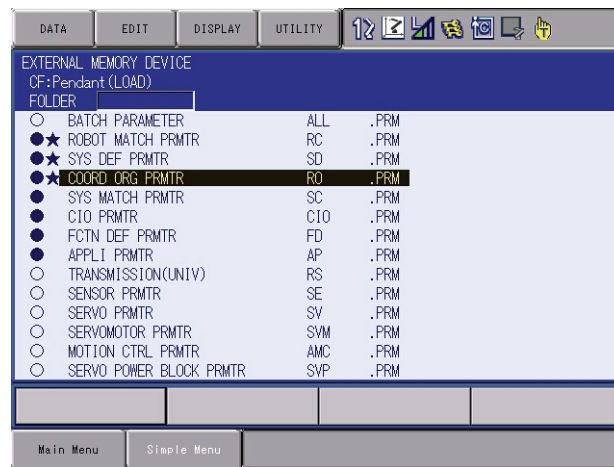 DATA EDIT DISPLAY UTILITY
EXTERNAL MEMORY DEVICE
CF:Pendant(LOAD)
FOLDER
BATCH PARAMETER ALL .PRM
ROBOT MATCH PRMTR RC .PRM
SYS DEF PRMTR SD .PRM
COORD ORG PRMTR RO .PRM
SYS MATCH PRMTR SC .PRM
CIO PRMTR CIO .PRM
FCTN DEF PRMTR FD .PRM
APPLI PRMTR AP .PRM
TRANSMISSION(UNIV) RS .PRM
SENSOR PRMTR SE .PRM
SERVO PRMTR SV .PRM
SERVOMOTOR PRMTR SVM .PRM
MOTION CTRL PRMTR AMC .PRM
SERVO POWER BLOCK PRMTR SVP .PRM
Main Menu Simple Menu